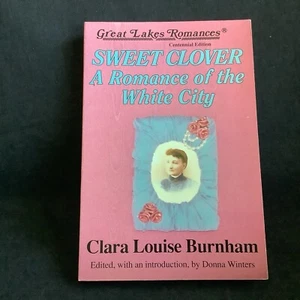 Great Lakes Romances®
Centennial Edition
SWEET CLOVER
A Romance of the
White City
Clara Louise Burnham
Edited, with an introduction, by Donna Winters